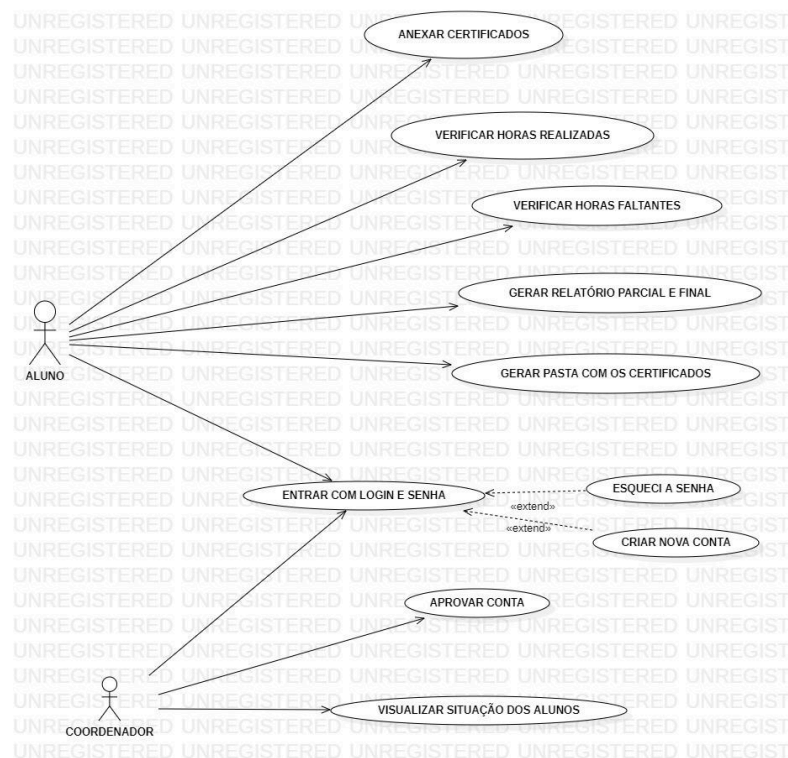 ANEXAR CERTIFICADOS
VERIFICAR HORAS REALIZADAS
VERIFICAR HORAS FALTANTES
GERAR RELATÓRIO PARCIAL E FINAL
ALUNO
GERAR PASTA COM OS CERTIFICADOS
ENTRAR COM LOGIN E SENHA
ESQUECI A SENHA
«extend»
«extend»
CRIAR NOVA CONTA
APROVAR CONTA
VISUALIZAR SITUAÇÃO DOS ALUNOS
COORDENADOR
UNREGISTERED